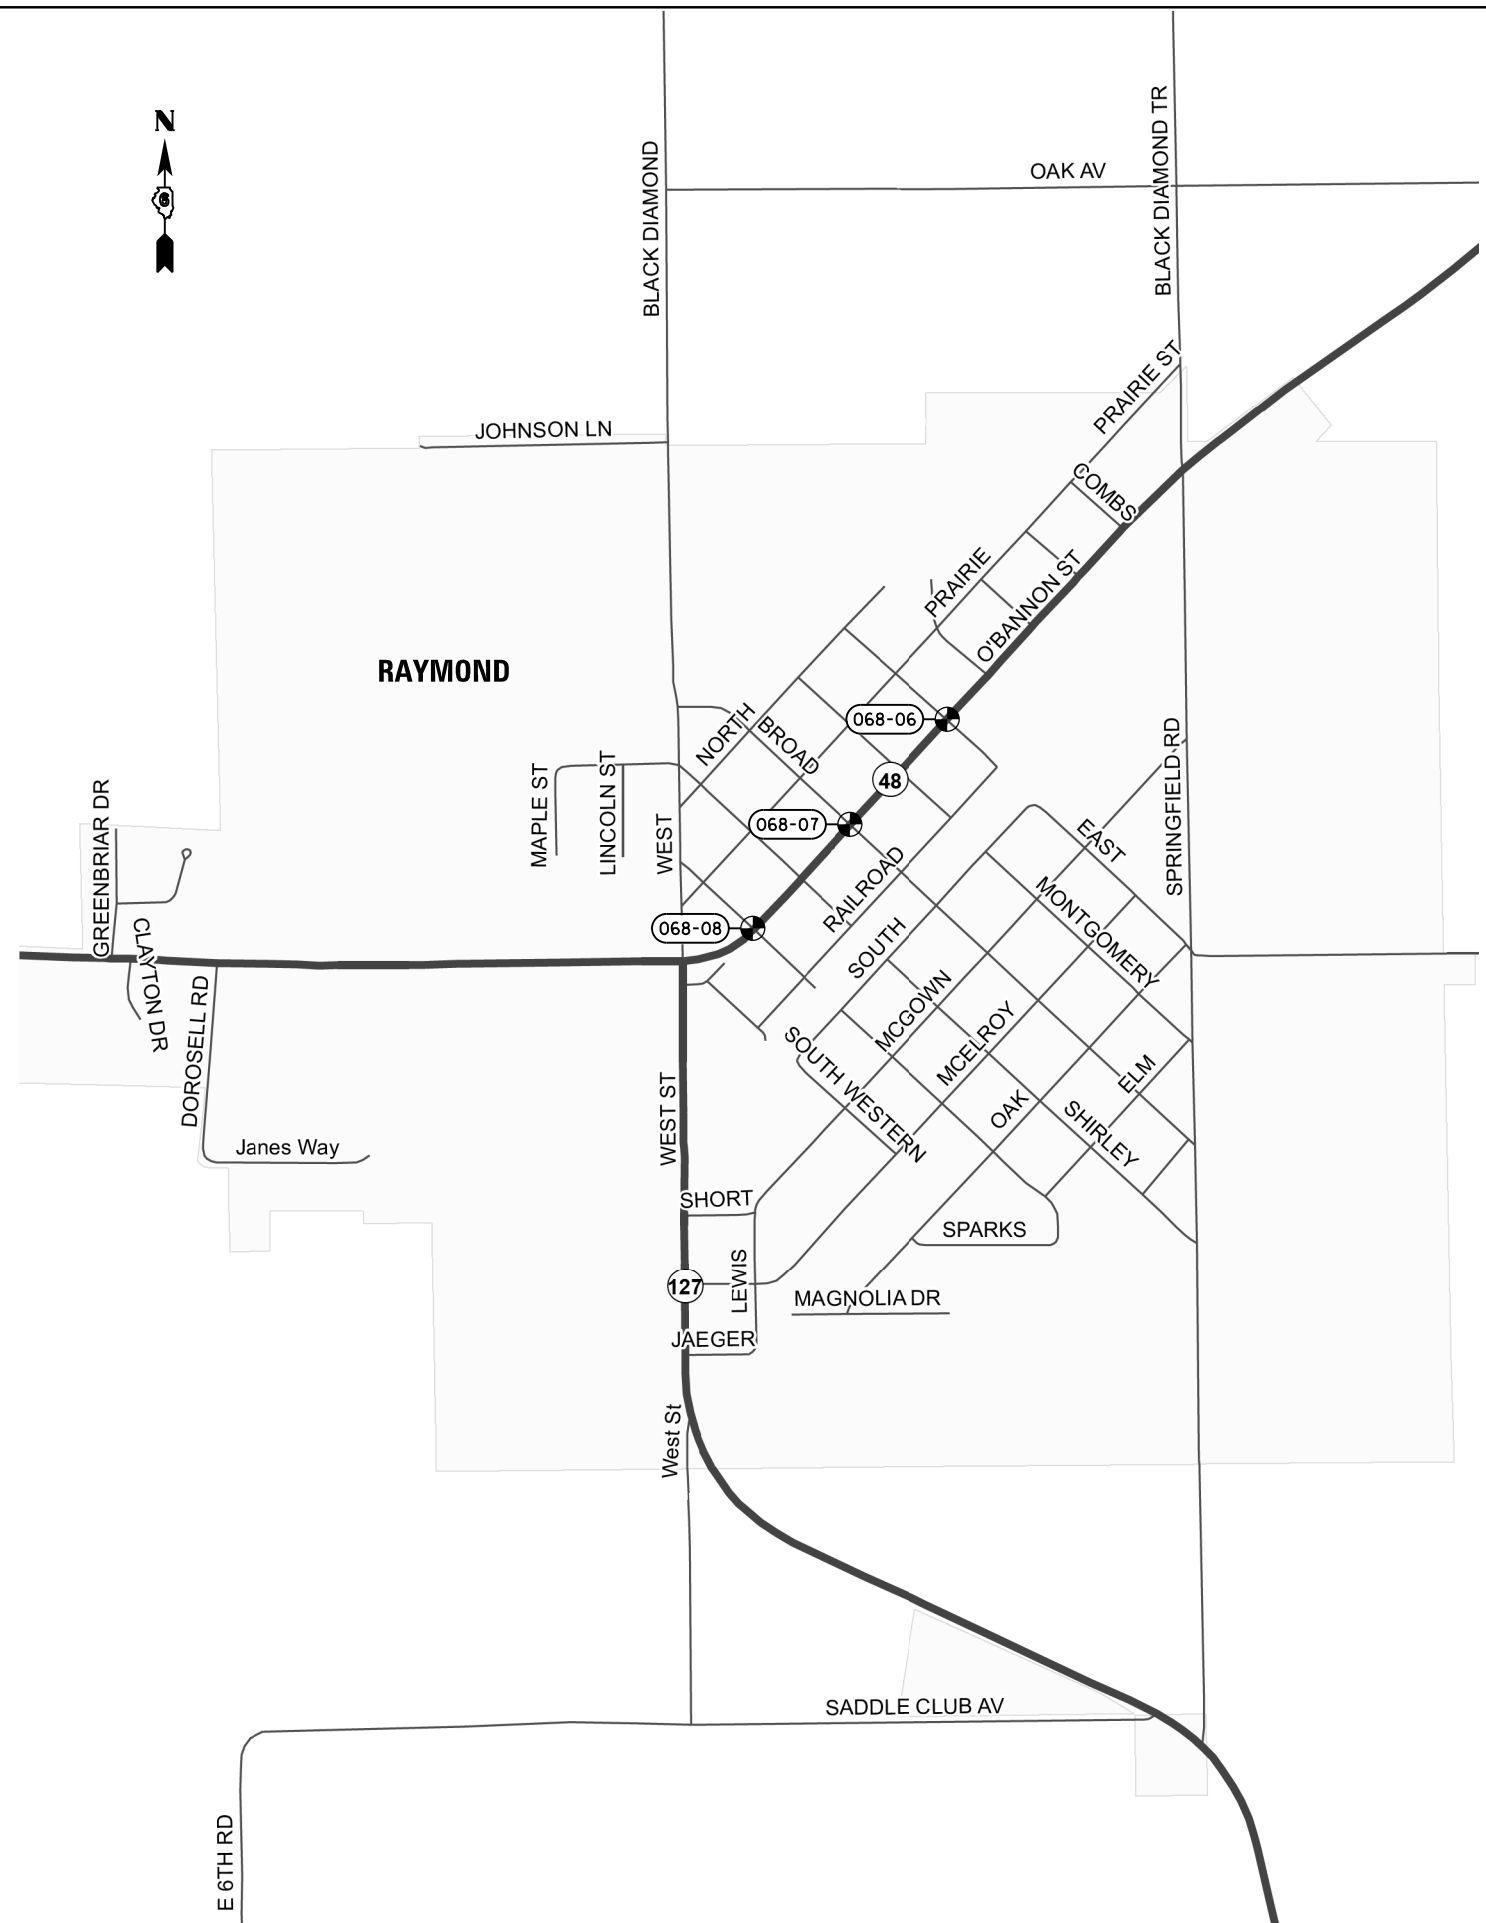 N
6
OAK AV
BLACK DIAMOND
BLACK DIAMOND TR
PRAIRIE ST
JOHNSON LN
COMBS
PRAIRIE
O'BANNON ST
RAYMOND
068-06
NORTH
BROAD
SPRINGFIELD RD
48
MAPLE ST
LINCOLN ST
WEST
068-07
GREENBRIAR DR
EAST
RAILROAD
MONTGOMERY
068-08
SOUTH
CLAYTON DR
DOROSELL RD
MCGOWN
MCELROY
SOUTH WESTERN
ELM
OAK
SHIRLEY
WEST ST
Janes Way
SHORT
SPARKS
LEWIS
127
MAGNOLIA DR
JAEGER
West St
SADDLE CLUB AV
E 6TH RD